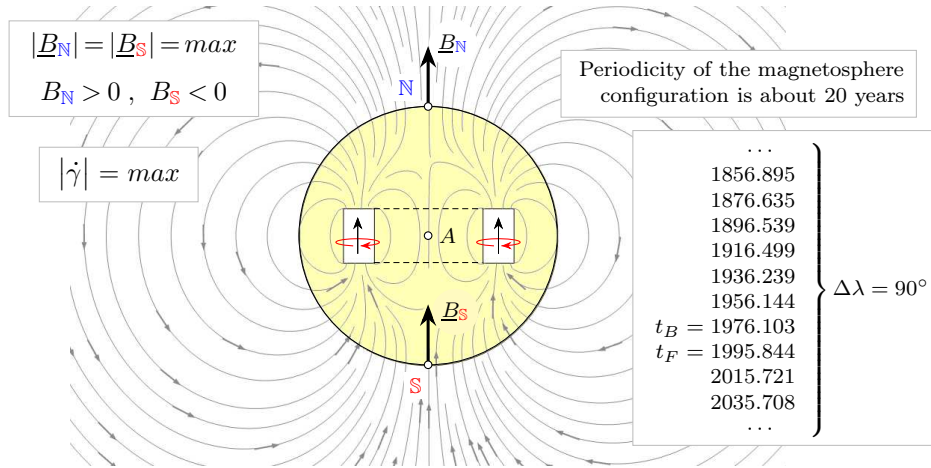 |B_ℕ| = |B_𝕊| = max
B_ℕ > 0 , B_𝕊 < 0
|γ̇| = max
B_ℕ
ℕ
Periodicity of the magnetosphere
configuration is about 20 years
A
B_𝕊
𝕊
...
1856.895
1876.635
1896.539
1916.499
1936.239
1956.144
t_B = 1976.103
t_F = 1995.844
2015.721
2035.708
...
Δλ = 90°